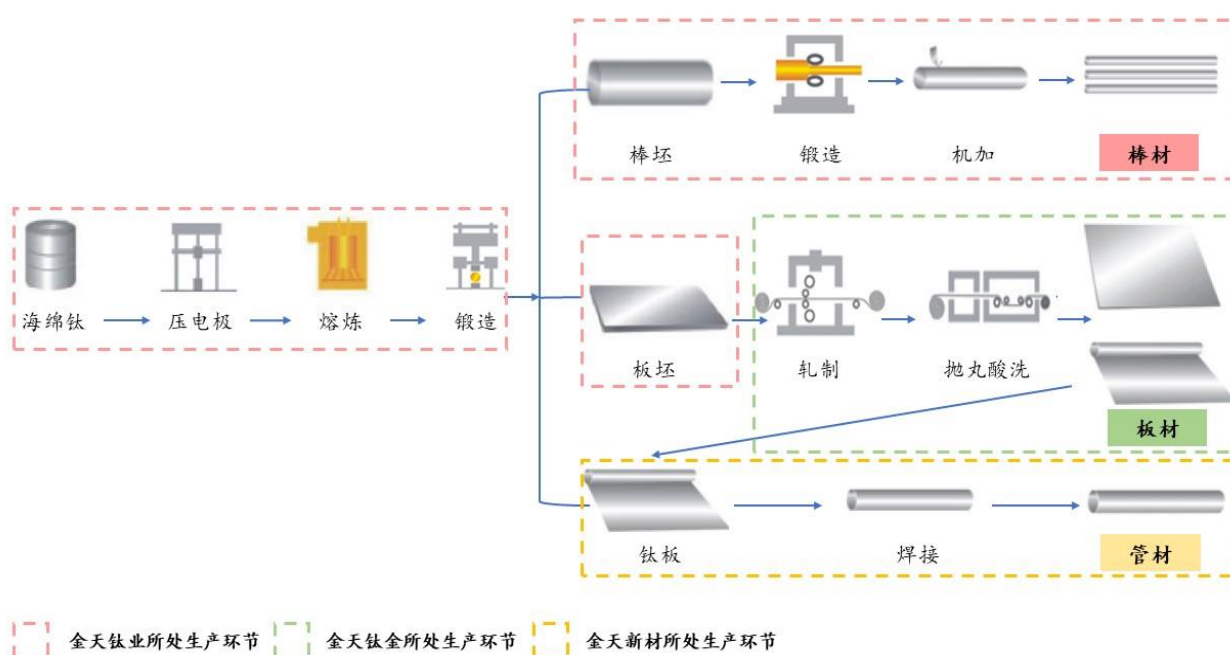 棒坯 锻造 机加 棒材
海绵钛 压电极 熔炼 锻造
板坯 轧制 抛丸酸洗
板材
钛板 焊接 管材
金天钛业所处生产环节 金天钛金所处生产环节 金天新材所处生产环节